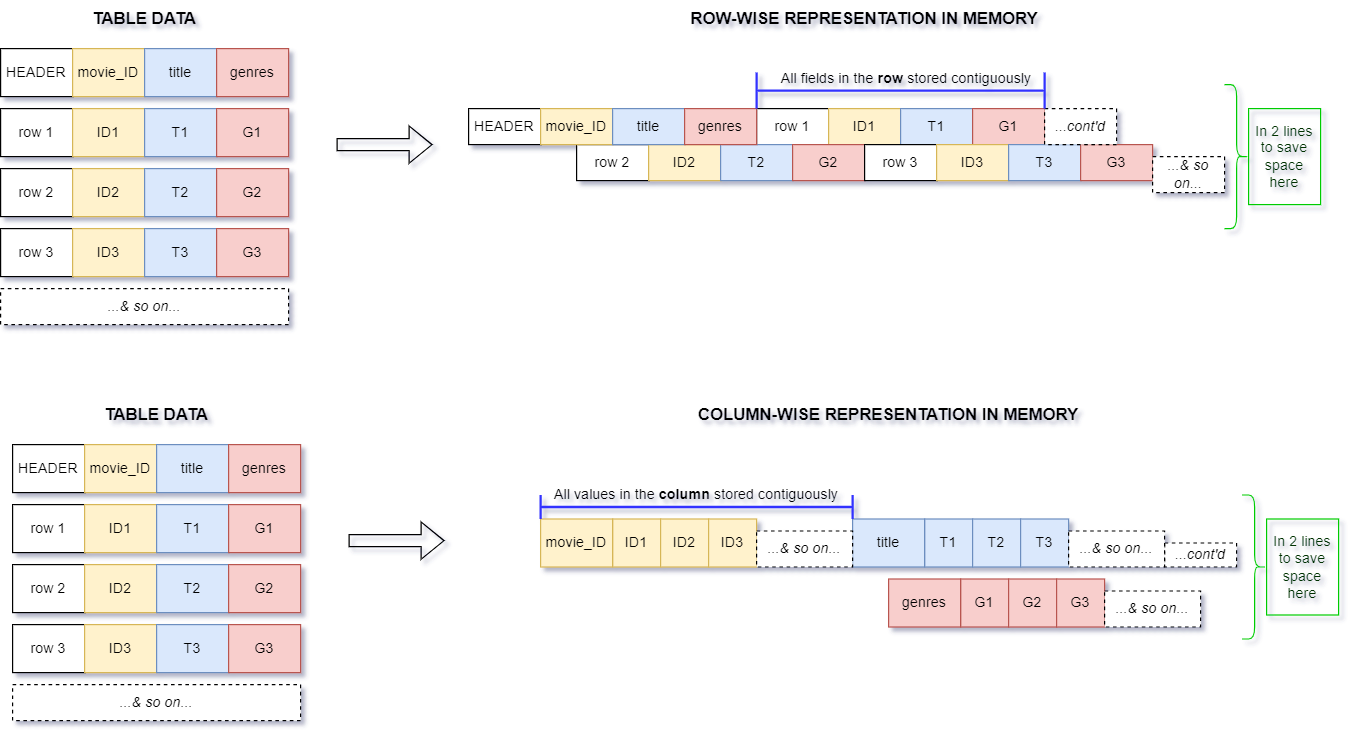 TABLE DATA
ROW-WISE REPRESENTATION IN MEMORY
HEADER movie_ID title genres
row 1 ID1 T1 G1
row 2 ID2 T2 G2
row 3 ID3 T3 G3
...& so on...
All fields in the row stored contiguously
HEADER movie_ID title genres row 1 ID1 T1 G1 ...cont'd
row 2 ID2 T2 G2 row 3 ID3 T3 G3 ...& so
on...
In 2 lines
to save
space
here
TABLE DATA
COLUMN-WISE REPRESENTATION IN MEMORY
HEADER movie_ID title genres
row 1 ID1 T1 G1
row 2 ID2 T2 G2
row 3 ID3 T3 G3
...& so on...
All values in the column stored contiguously
movie_ID ID1 ID2 ID3 ...& so on... title T1 T2 T3 ...& so on... ...cont'd
genres G1 G2 G3 ...& so on...
In 2 lines
to save
space
here